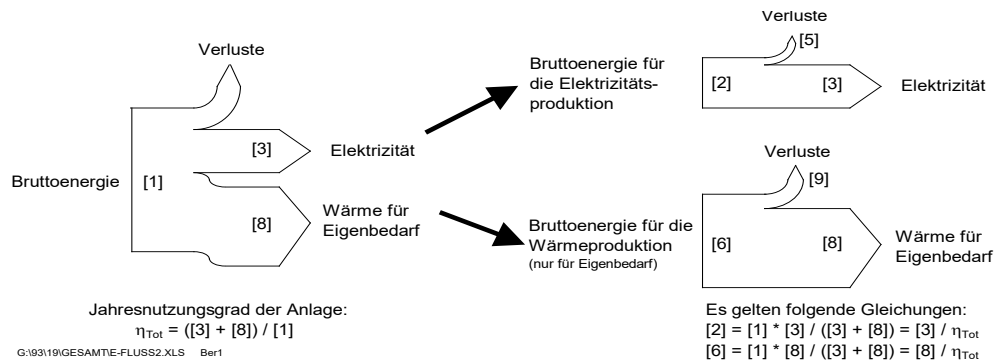 Verluste
[3]
Elektrizität
Bruttoenergie
[1]
[8]
Wärme für
Eigenbedarf
Jahresnutzungsgrad der Anlage:
ηTot = ([3] + [8]) / [1]
G:\93\19\GESAMT\E-FLUSS2.XLS Ber1
Bruttoenergie für
die Elektrizitäts-
produktion
Verluste
[5]
[2]
[3]
Elektrizität
Bruttoenergie für die
Wärmeproduktion
(nur für Eigenbedarf)
Verluste
[9]
[6]
[8]
Wärme für
Eigenbedarf
Es gelten folgende Gleichungen:
[2] = [1] * [3] / ([3] + [8]) = [3] / ηTot
[6] = [1] * [8] / ([3] + [8]) = [8] / ηTot